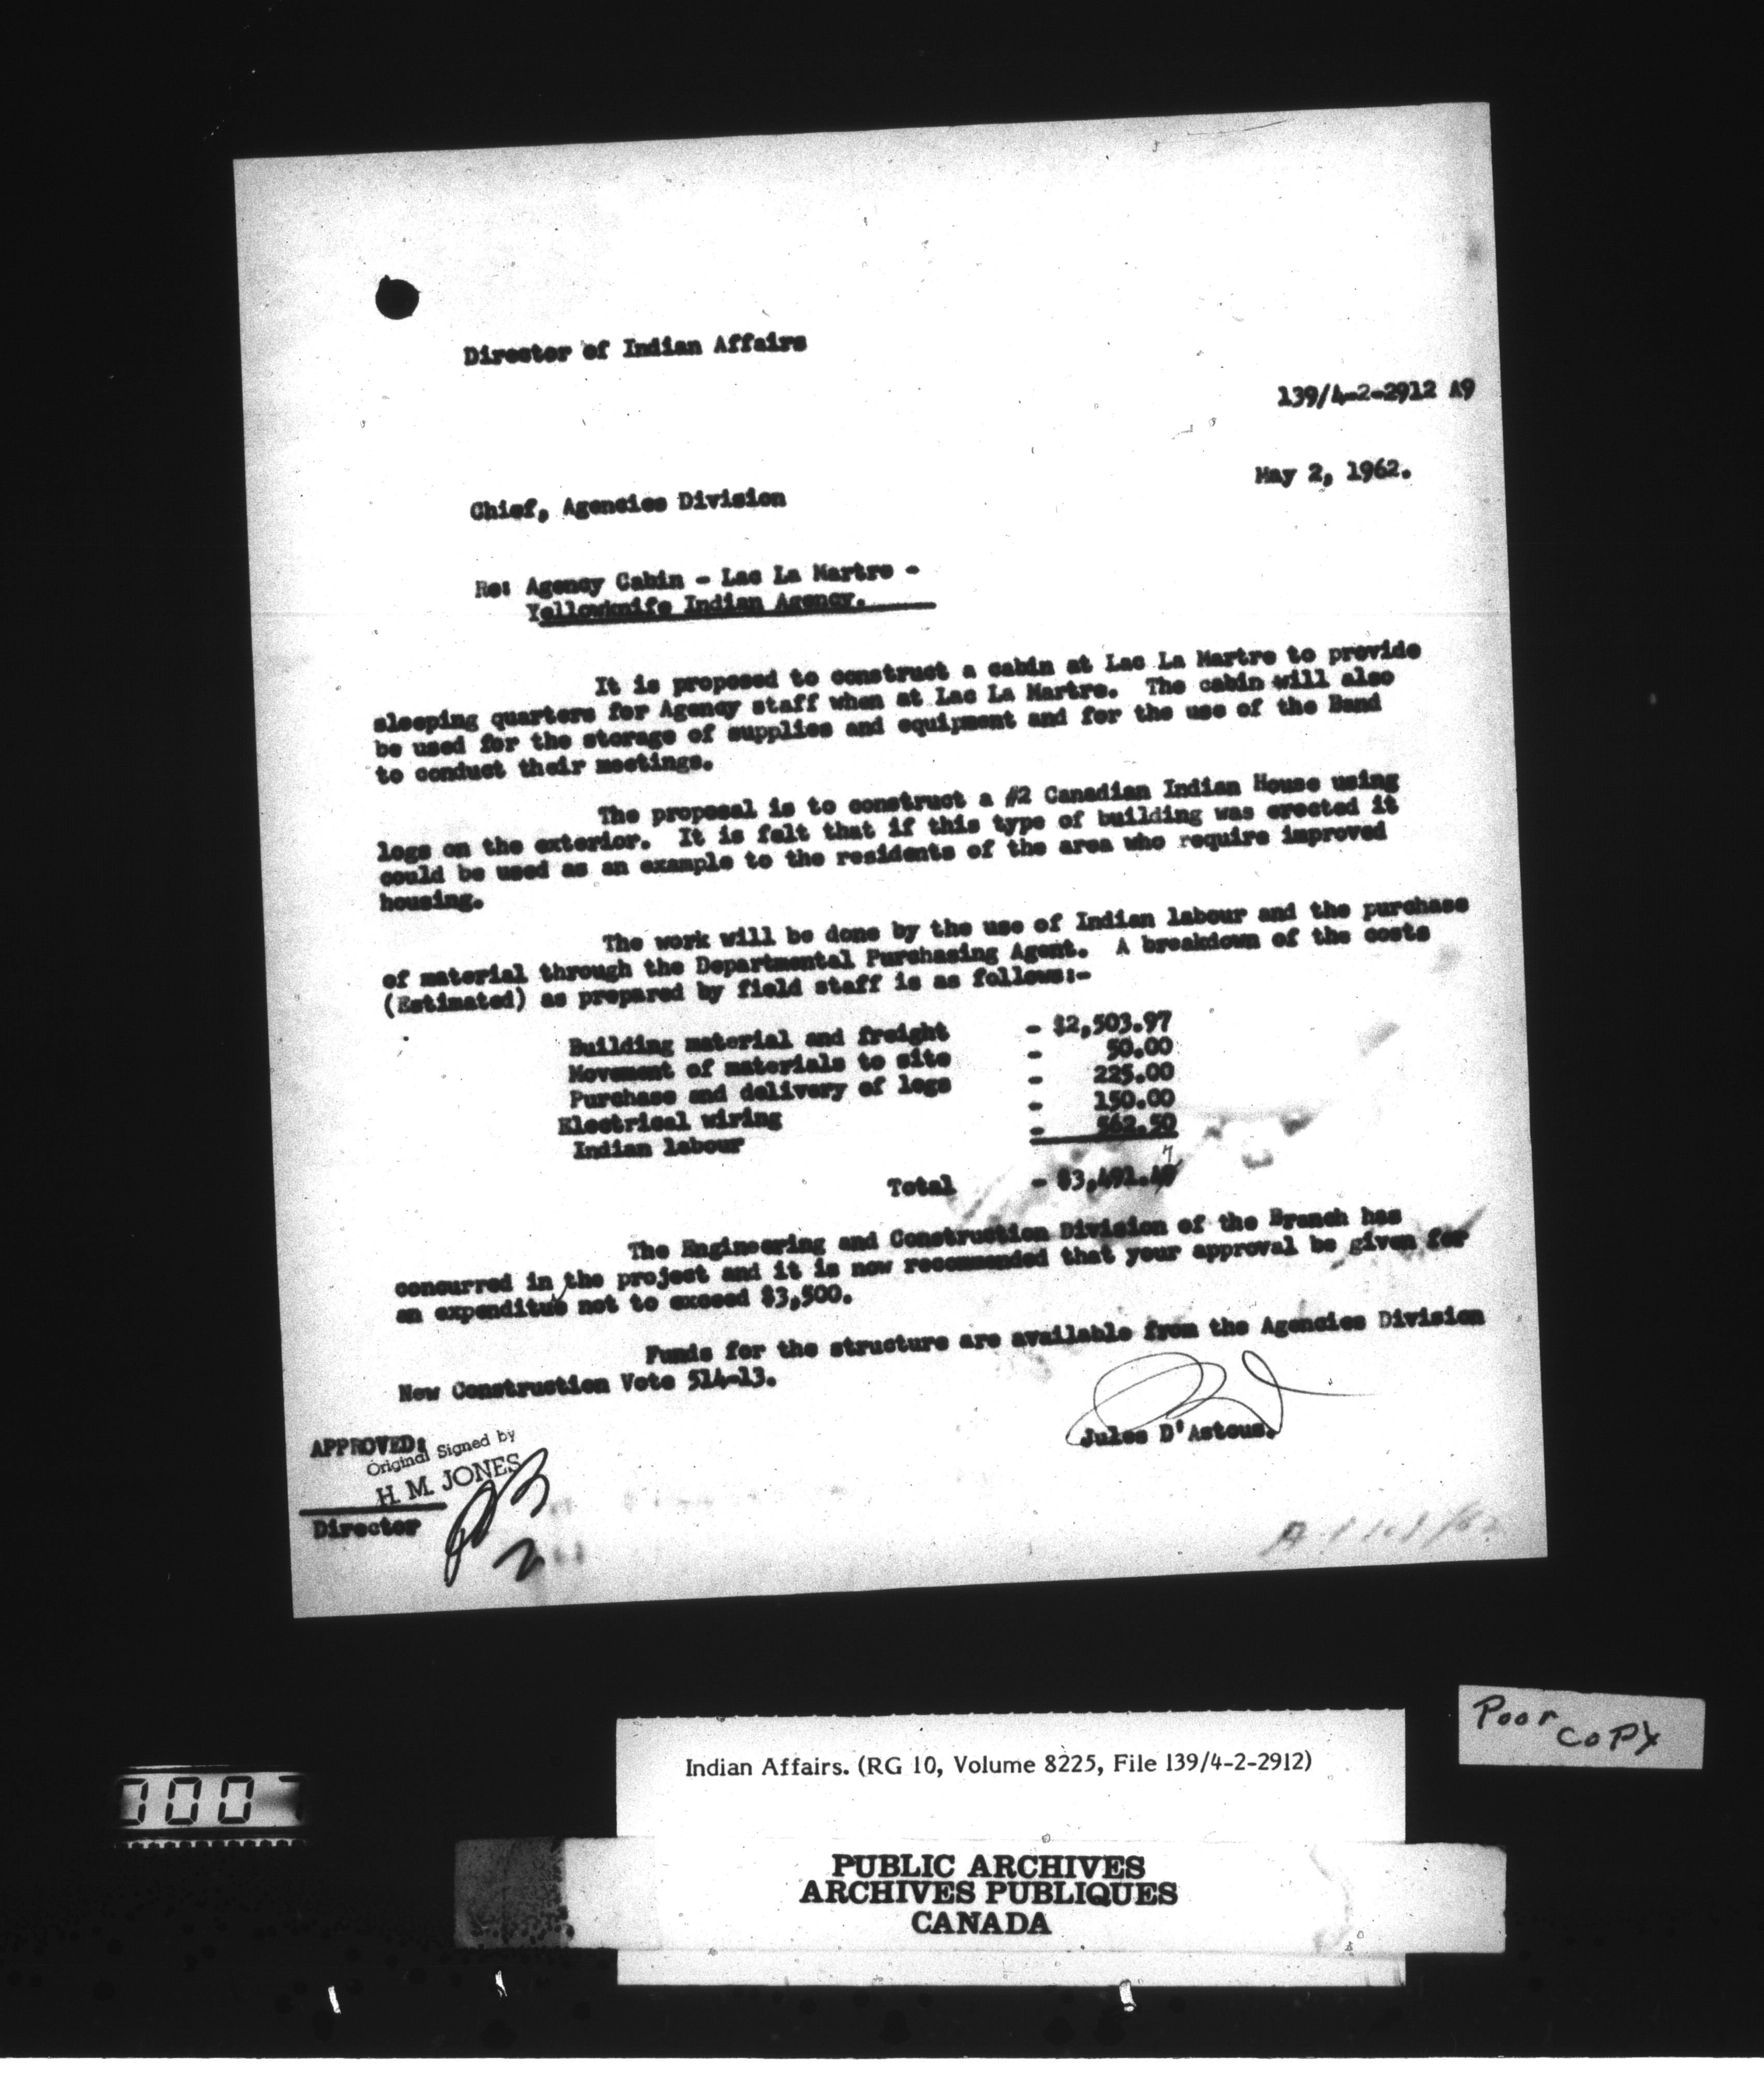 Director of Indian Affairs
139/4-2-2912 A9
May 2, 1962.
Chief, Agencies Division
Re: Agency Cabin - Lac La Martre -
Yellowknife Indian Agency.
It is proposed to construct a cabin at Lac La Martre to provide
sleeping quarters for Agency staff when at Lac La Martre. The cabin will also
be used for the storage of supplies and equipment and for the use of the Band
to conduct their meetings.
The proposal is to construct a #2 Canadian Indian House using
logs on the exterior. It is felt that if this type of building was erected it
could be used as an example to the residents of the area who require improved
housing.
The work will be done by the use of Indian labour and the purchase
of material through the Departmental Purchasing Agent. A breakdown of the costs
(Estimated) as prepared by field staff is as follows:-
Building material and freight - $2,503.97
Movement of materials to site - 50.00
Purchase and delivery of logs - 225.00
Electrical wiring - 150.00
Indian labour - 562.50
Total - $3,491.47
The Engineering and Construction Division of the Branch has
concurred in the project and it is now recommended that your approval be given for
an expenditue not to exceed $3,500.
Funds for the structure are available from the Agencies Division
New Construction Vote 514-13.
Jules D'Astous.
APPROVED:
Original Signed by
H. M. JONES
Director
Poor
copy
Indian Affairs. (RG 10, Volume 8225, File 139/4-2-2912)
PUBLIC ARCHIVES
ARCHIVES PUBLIQUES
CANADA